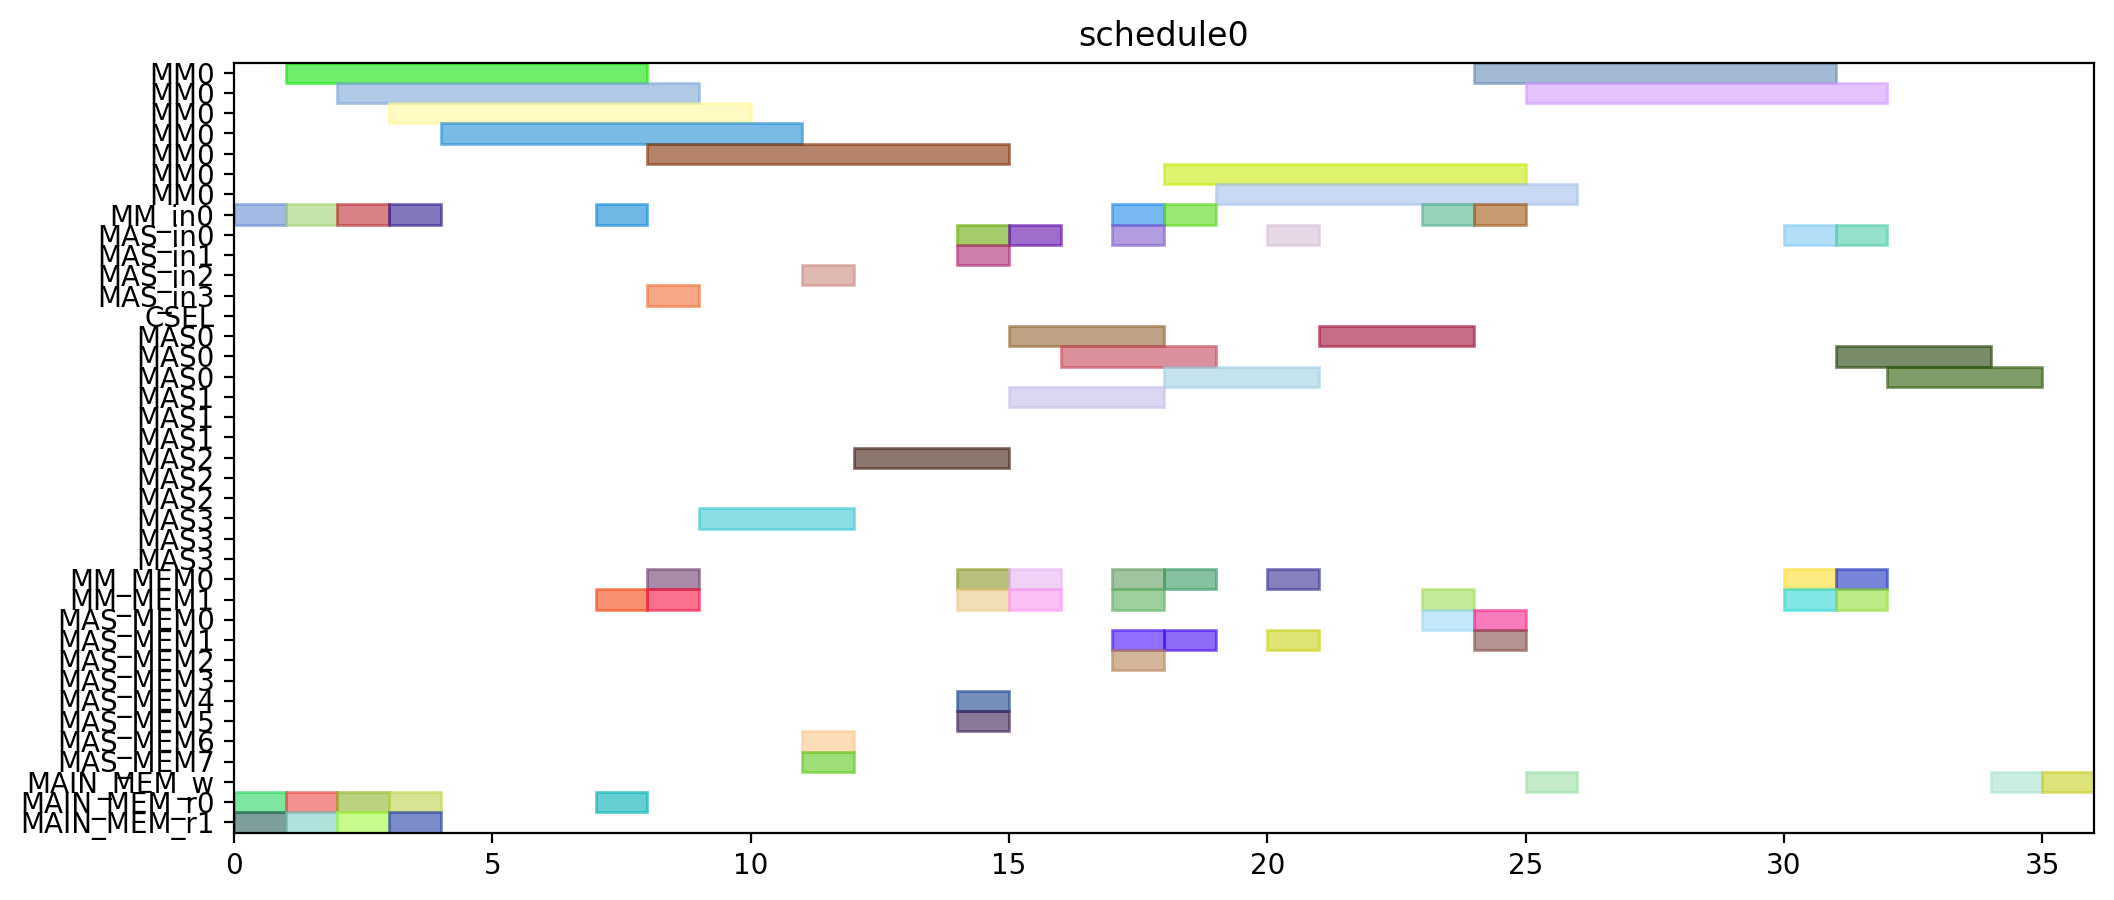 schedule0
MM0
MM0
MM0
MM0
MM0
MM0
MM0
MM_in0
MAS_in0
MAS_in1
MAS_in2
MAS_in3
CSEL
MAS0
MAS0
MAS0
MAS1
MAS1
MAS1
MAS2
MAS2
MAS2
MAS3
MAS3
MAS3
MM_MEM0
MM_MEM1
MAS_MEM0
MAS_MEM1
MAS_MEM2
MAS_MEM3
MAS_MEM4
MAS_MEM5
MAS_MEM6
MAS_MEM7
MAIN_MEM_w
MAIN_MEM_r0
MAIN_MEM_r1
0 5 10 15 20 25 30 35